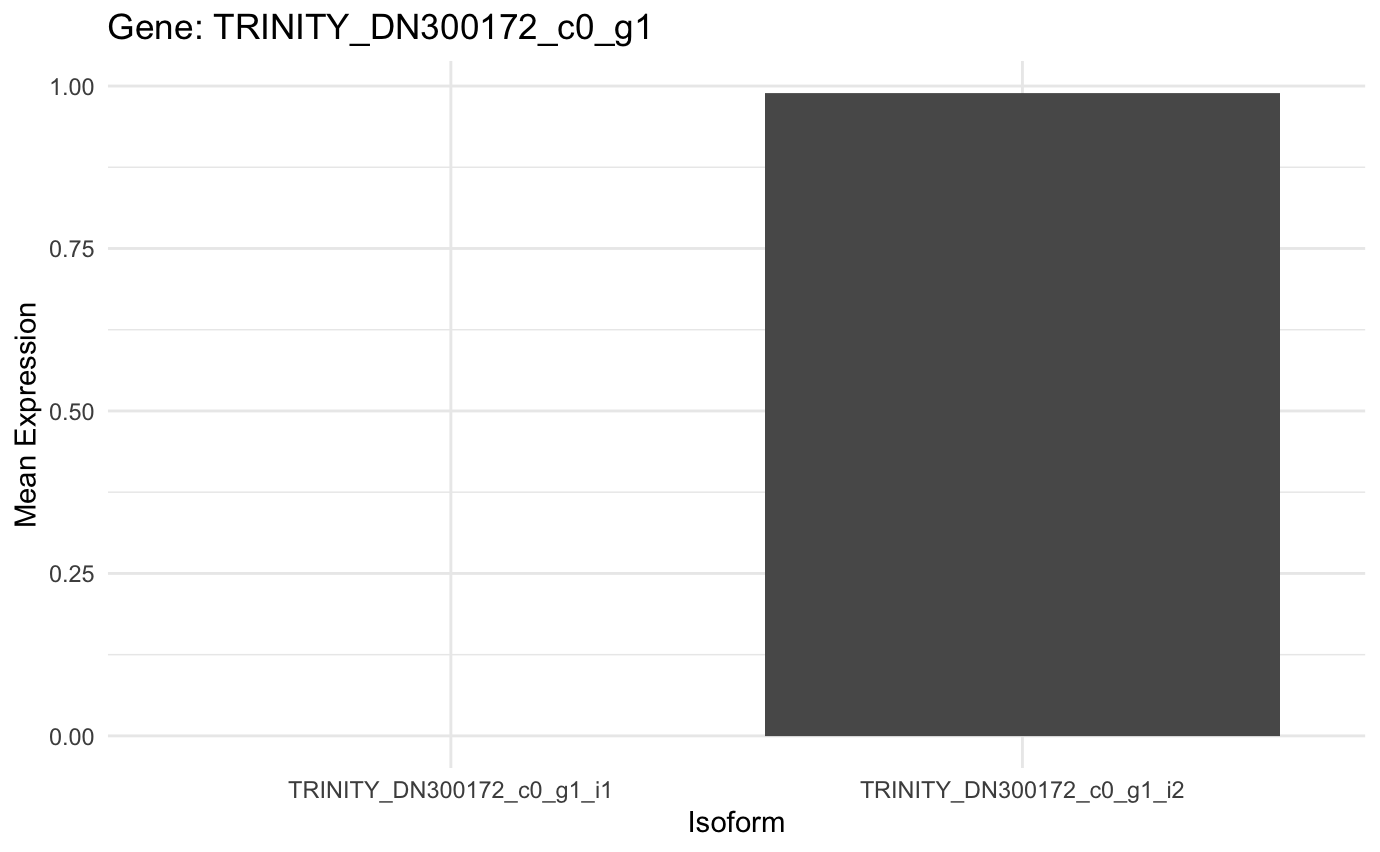 Gene: TRINITY_DN300172_c0_g1
1.00
0.75
0.50
0.25
0.00
Mean Expression
TRINITY_DN300172_c0_g1_i1
TRINITY_DN300172_c0_g1_i2
Isoform